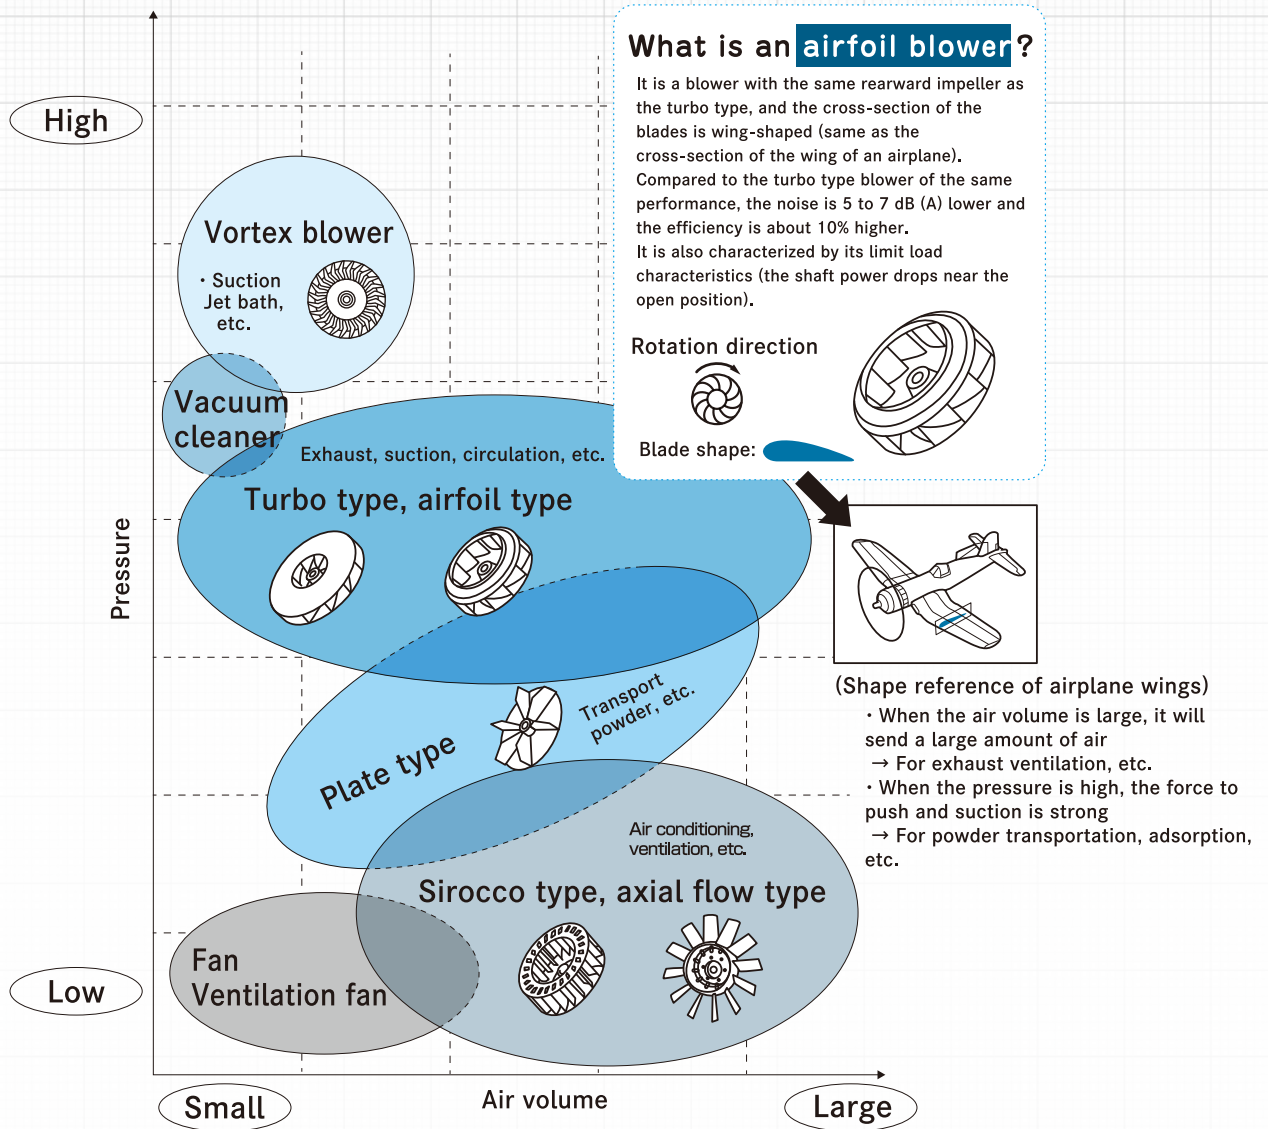 What is an airfoil blower?
It is a blower with the same rearward impeller as
the turbo type, and the cross-section of the
blades is wing-shaped (same as the
cross-section of the wing of an airplane).
Compared to the turbo type blower of the same
performance, the noise is 5 to 7 dB (A) lower and
the efficiency is about 10% higher.
It is also characterized by its limit load
characteristics (the shaft power drops near the
open position).
Rotation direction
Blade shape:
High
Vortex blower
・Suction
Jet bath,
etc.
Vacuum
cleaner
Exhaust, suction, circulation, etc.
Turbo type, airfoil type
Pressure
Transport
powder, etc.
Plate type
(Shape reference of airplane wings)
・When the air volume is large, it will
send a large amount of air
→ For exhaust ventilation, etc.
・When the pressure is high, the force to
push and suction is strong
→ For powder transportation, adsorption,
etc.
Air conditioning,
ventilation, etc.
Sirocco type, axial flow type
Fan
Ventilation fan
Low
Small
Air volume
Large